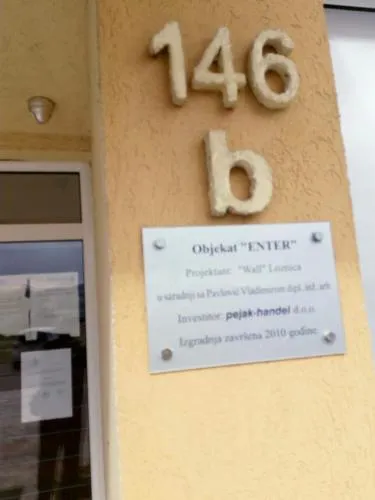 146
b
Objekat "ENTER"
Projektant: "Wall" Loznica
u saradnji sa Pavlović Vladimirom dipl. inž. arh
Investitor: pejak-handel d.o.o.
Izgradnja završena 2010 godine.